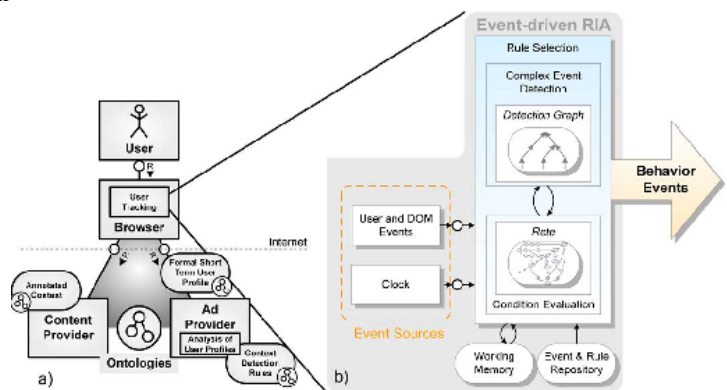 User
R
User
Tracking
Browser
Internet
R
R
Formal Short
Term User
Profile
Annotated
Context
Content
Provider
Ontologies
Ad
Provider
Analysis
of User Profiles
Context
Detection
Rules
a)
Event-driven RIA
Rule Selection
Complex Event
Detection
Detection Graph
Behavior
Events
User and DOM
Events
Clock
Event Sources
Rete
Condition Evaluation
Working
Memory
Event & Rule
Repository
b)